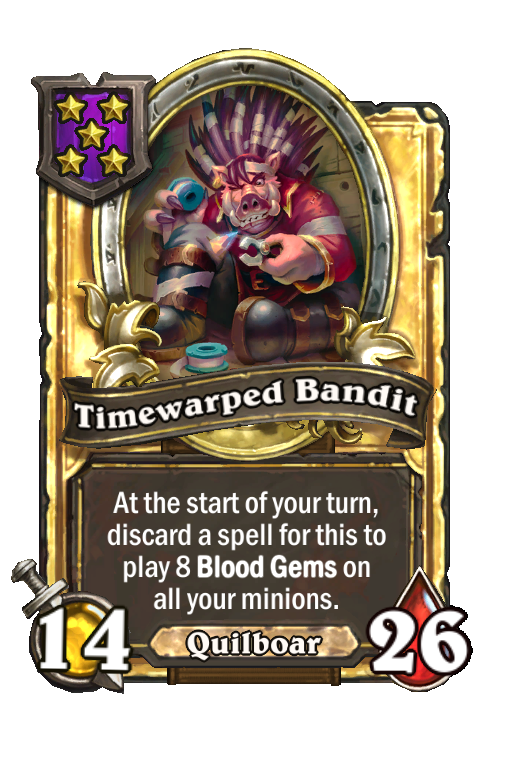 Timewarped Bandit
At the start of your turn,
discard a spell for this to
play 8 Blood Gems on
all your minions.
14
Quilboar
26